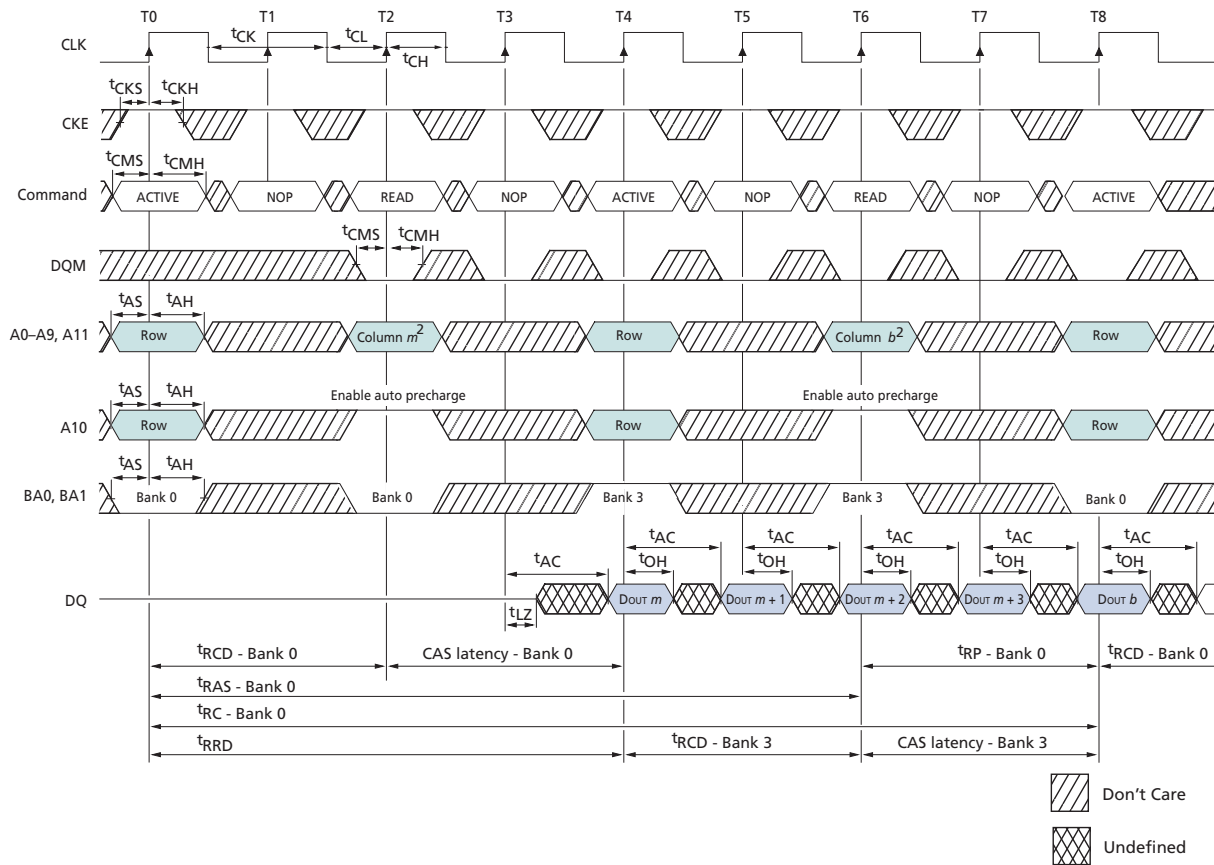 T0 T1 T2 T3 T4 T5 T6 T7 T8
CLK
tCK tCL
tCH
tCKS tCKH
CKE
tCMS tCMH
Command ACTIVE NOP READ NOP ACTIVE NOP READ NOP ACTIVE
tCMS tCMH
DQM
tAS tAH
A0–A9, A11 Row Column m2 Row Column b2 Row
tAS tAH Enable auto precharge Enable auto precharge
A10 Row Row Row
tAS tAH
BA0, BA1 Bank 0 Bank 0 Bank 3 Bank 3 Bank 0
tAC tAC tAC tAC tAC
tAC tOH tOH tOH tOH tOH
DQ DOUT m DOUT m + 1 DOUT m + 2 DOUT m + 3 DOUT b
tLZ
tRCD - Bank 0 CAS latency - Bank 0 tRP - Bank 0 tRCD - Bank 0
tRAS - Bank 0
tRC - Bank 0
tRRD tRCD - Bank 3 CAS latency - Bank 3
Don't Care
Undefined